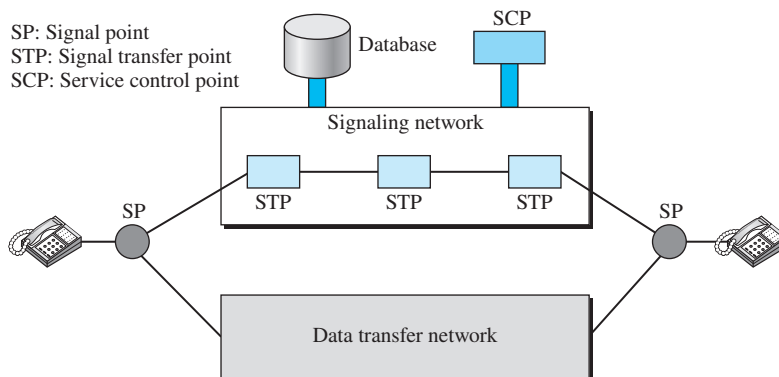 SP: Signal point
STP: Signal transfer point
SCP: Service control point
Database
SCP
Signaling network
STP
STP
STP
SP
SP
Data transfer network